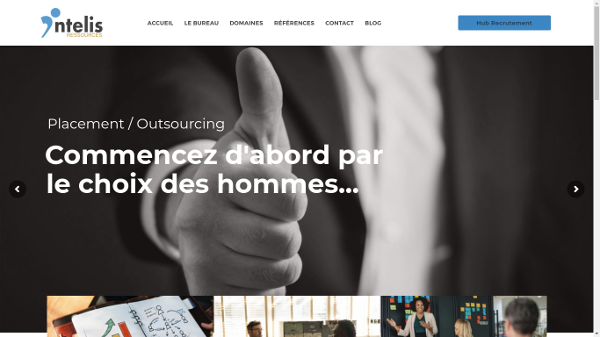 intelis
RESSOURCES
ACCUEIL LE BUREAU DOMAINES RÉFÉRENCES CONTACT BLOG
Hub Recrutement
Placement / Outsourcing
Commencez d'abord par
le choix des hommes...